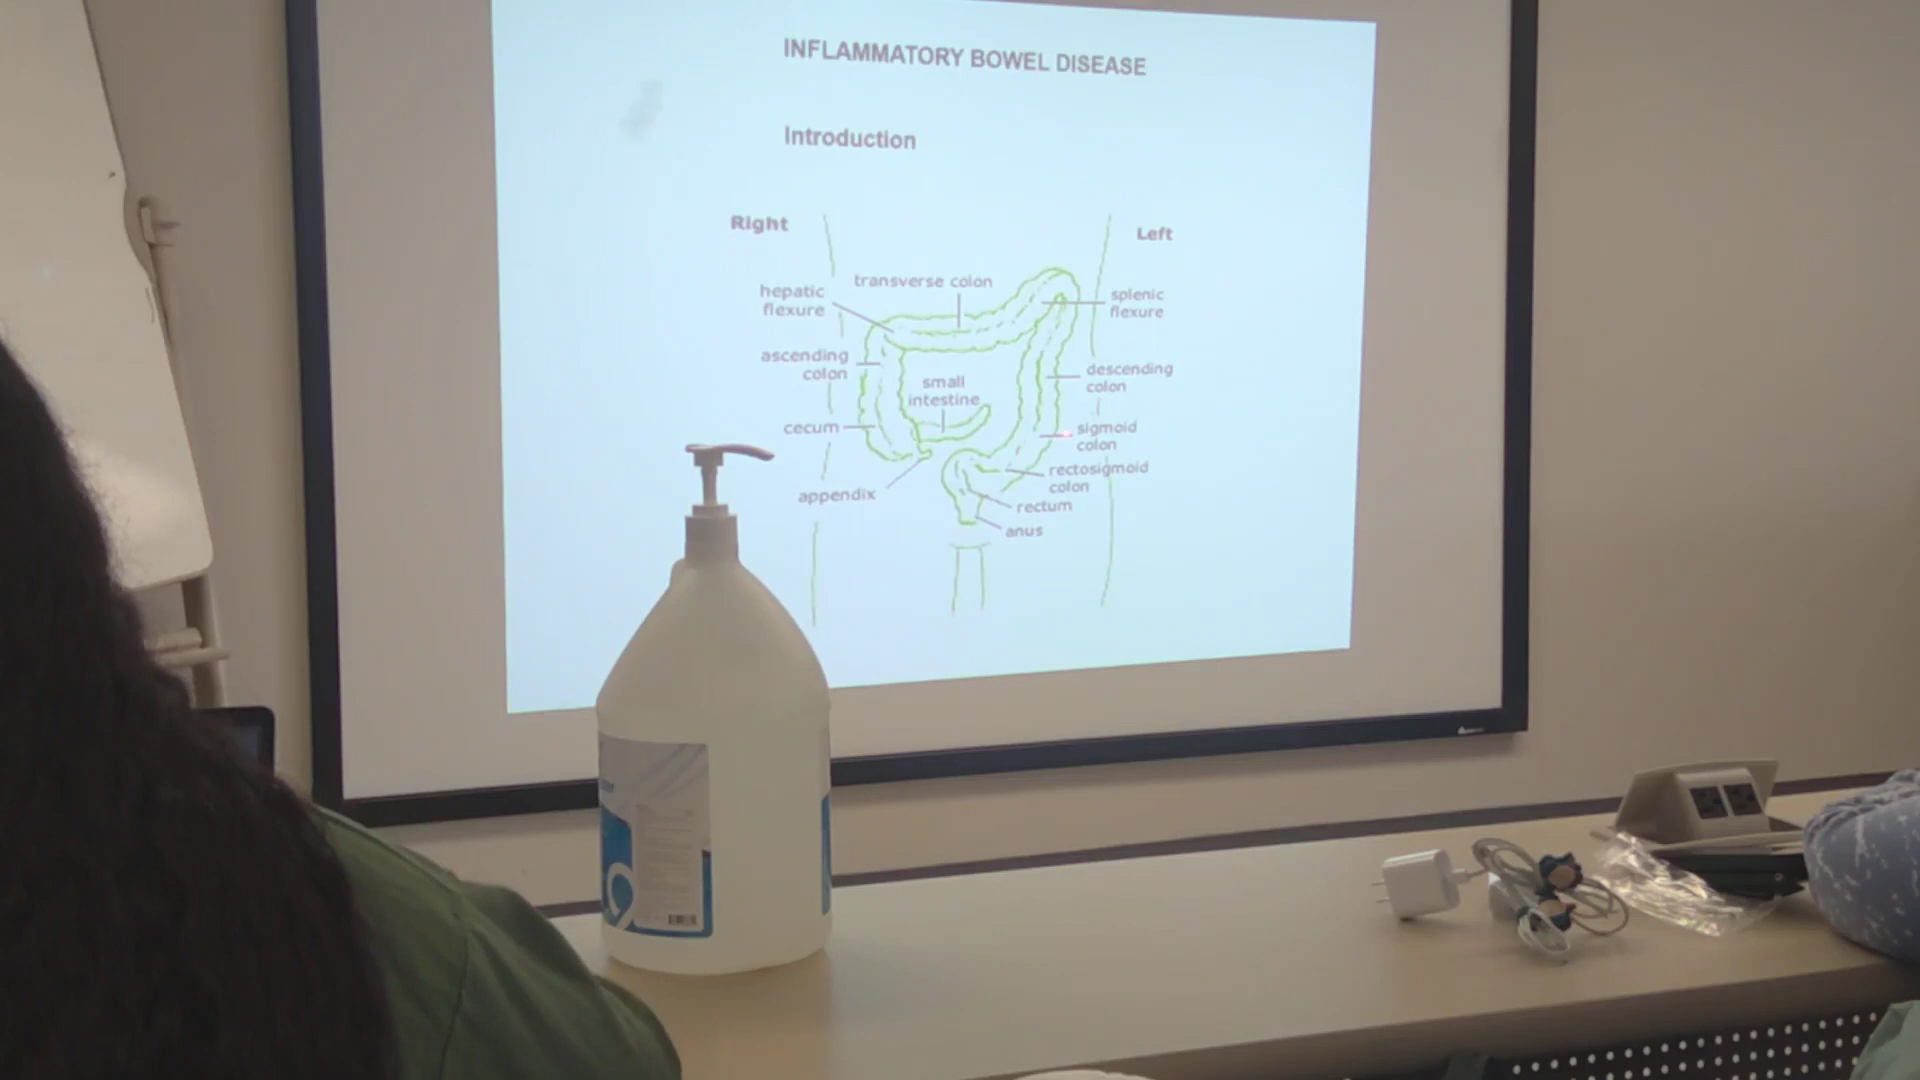 INFLAMMATORY BOWEL DISEASE
Introduction
Right
Left
transverse colon
hepatic
flexure
splenic
flexure
ascending
colon
small
intestine
descending
colon
cecum
sigmoid
colon
appendix
rectosigmoid
colon
rectum
anus